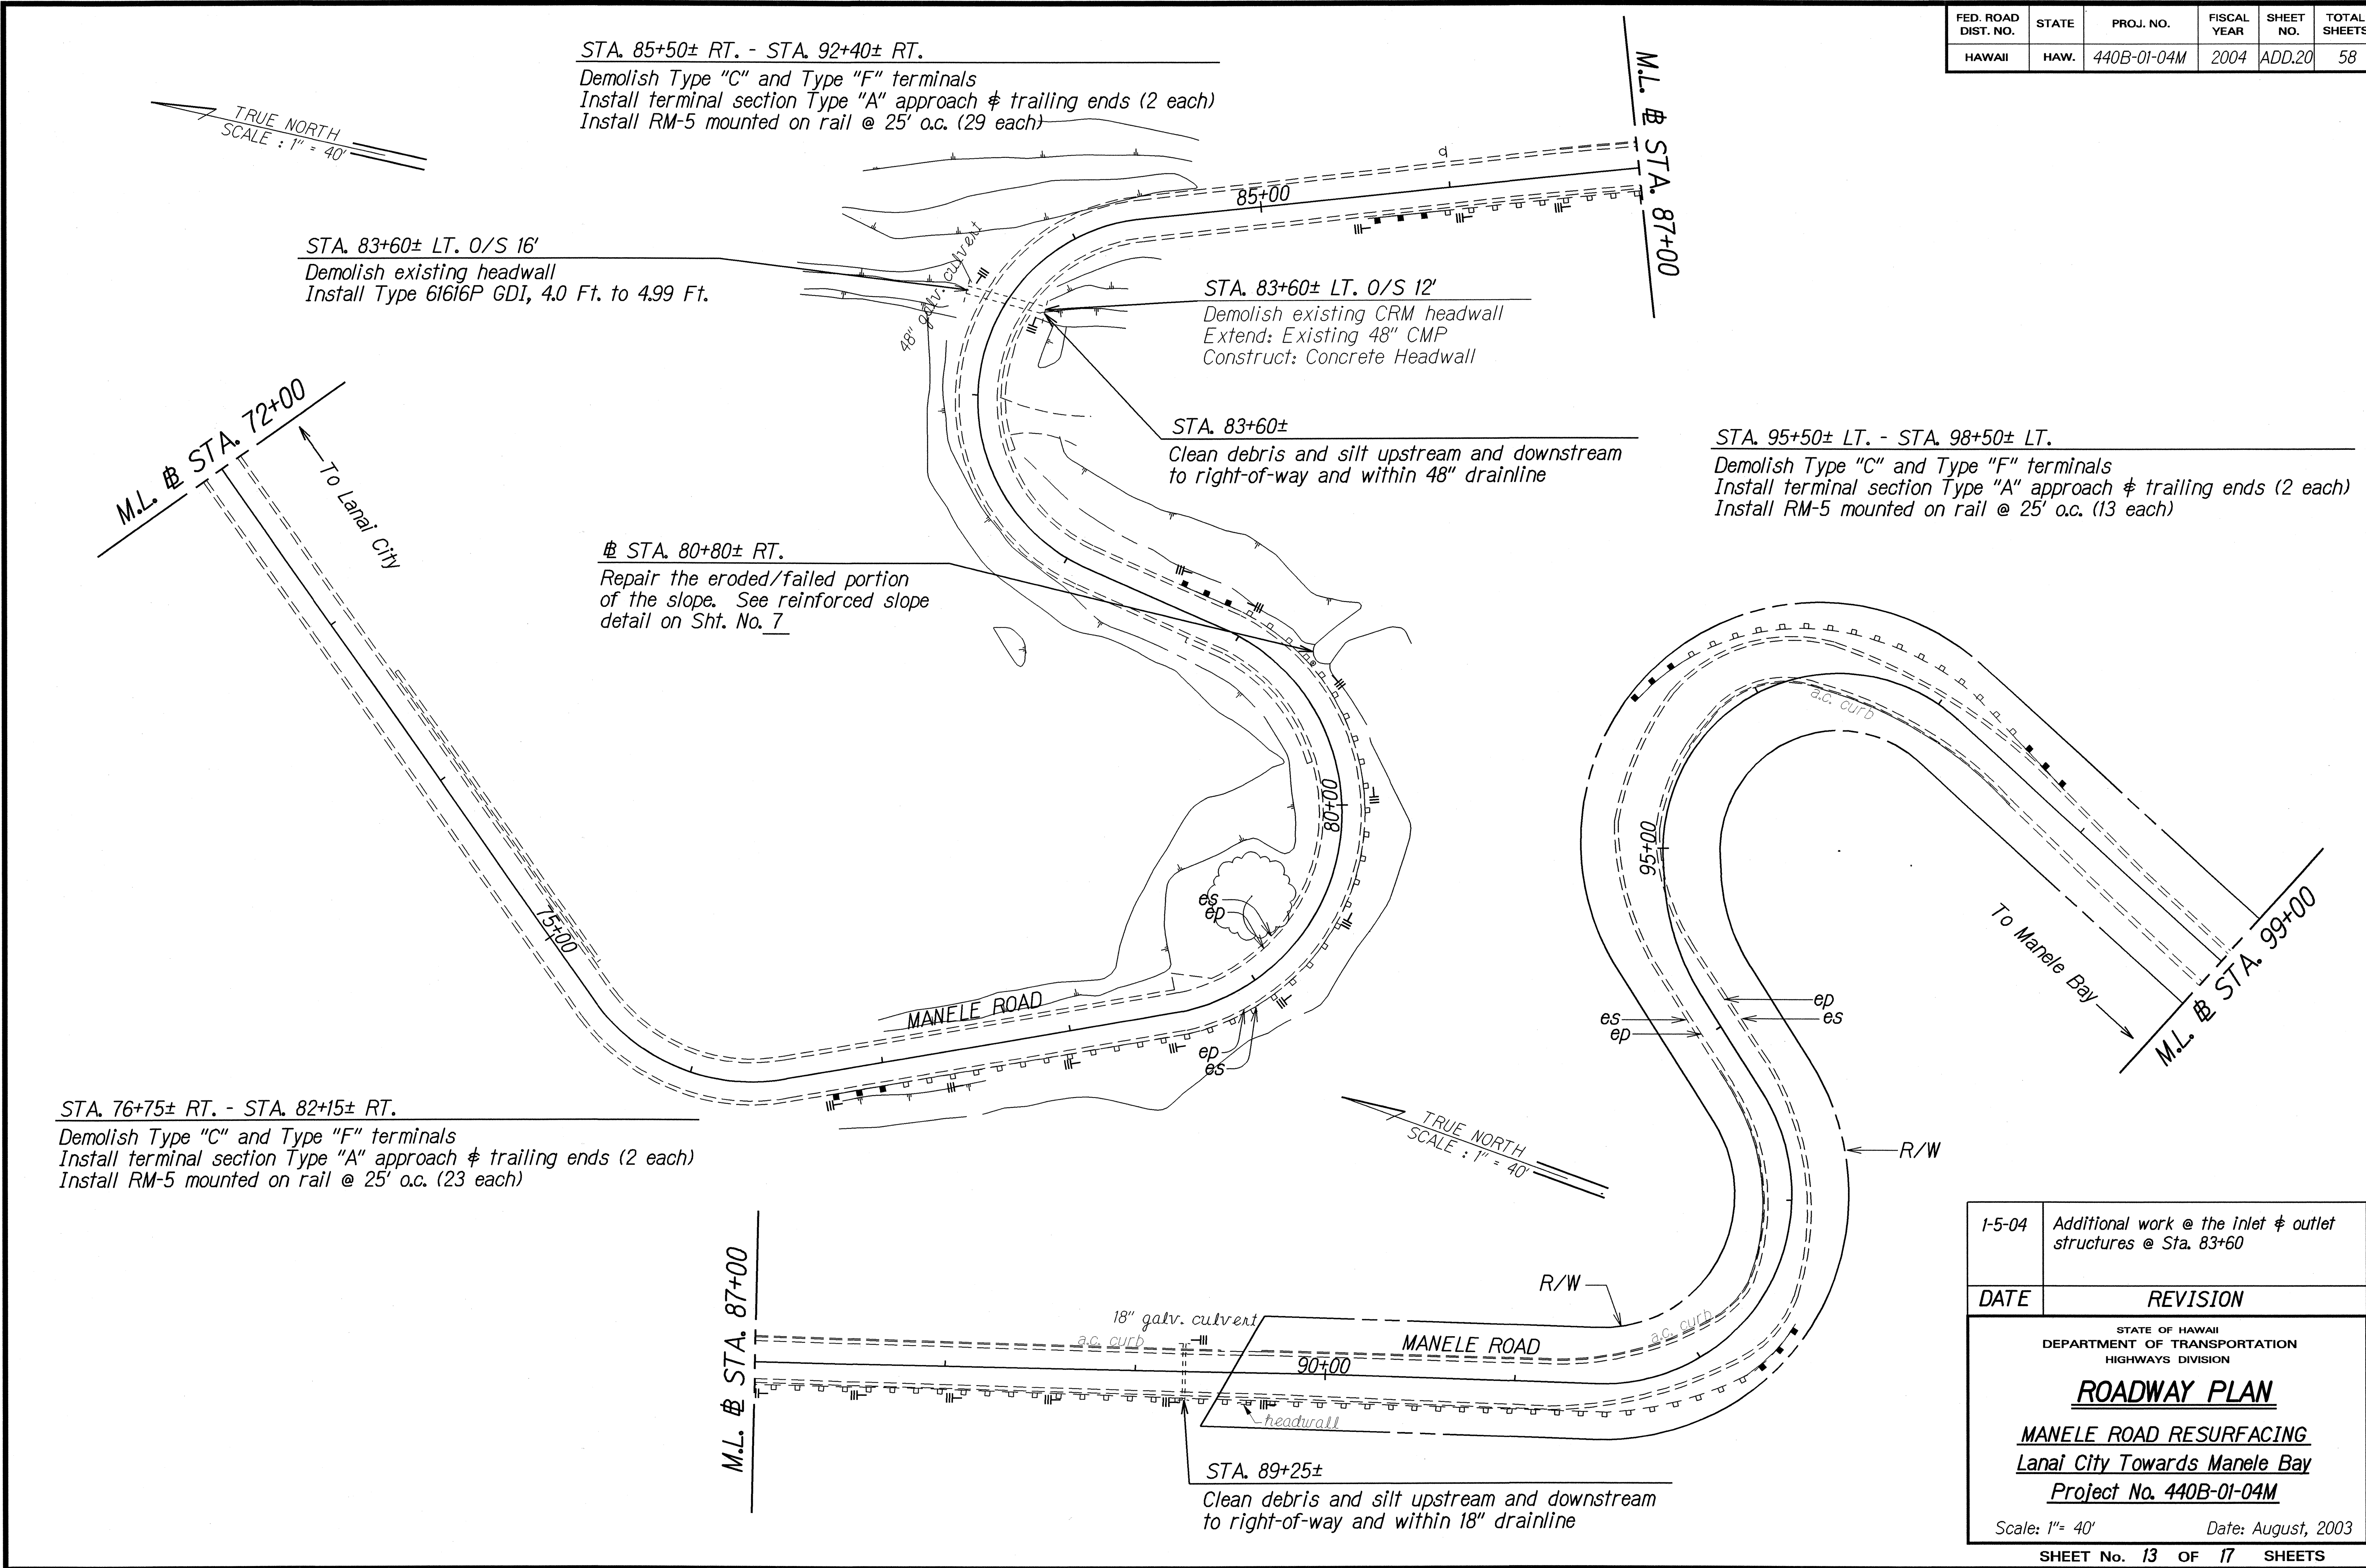 FED. ROAD DIST. NO. STATE PROJ. NO. FISCAL YEAR SHEET NO. TOTAL SHEETS
HAWAII HAW. 440B-01-04M 2004 ADD.20 58
STA. 85+50± RT. - STA. 92+40± RT.
Demolish Type "C" and Type "F" terminals
Install terminal section Type "A" approach & trailing ends (2 each)
Install RM-5 mounted on rail @ 25' o.c. (29 each)
TRUE NORTH
SCALE : 1" = 40'
M.L. ⅊ STA. 87+00
85+00
STA. 83+60± LT. O/S 16'
Demolish existing headwall
Install Type 61616P GDI, 4.0 Ft. to 4.99 Ft.
48" galv. culvert
STA. 83+60± LT. O/S 12'
Demolish existing CRM headwall
Extend: Existing 48" CMP
Construct: Concrete Headwall
STA. 83+60±
Clean debris and silt upstream and downstream
to right-of-way and within 48" drainline
M.L. ⅊ STA. 72+00
To Lanai City
STA. 95+50± LT. - STA. 98+50± LT.
Demolish Type "C" and Type "F" terminals
Install terminal section Type "A" approach & trailing ends (2 each)
Install RM-5 mounted on rail @ 25' o.c. (13 each)
⅊ STA. 80+80± RT.
Repair the eroded/failed portion
of the slope. See reinforced slope
detail on Sht. No. 7
a.c. curb
80+00
95+00
es
ep
75+00
MANELE ROAD
ep
es
To Manele Bay
M.L. ⅊ STA. 99+00
ep
es
es
ep
STA. 76+75± RT. - STA. 82+15± RT.
Demolish Type "C" and Type "F" terminals
Install terminal section Type "A" approach & trailing ends (2 each)
Install RM-5 mounted on rail @ 25' o.c. (23 each)
TRUE NORTH
SCALE : 1" = 40'
R/W
M.L. ⅊ STA. 87+00
R/W
18" galv. culvert
a.c. curb
MANELE ROAD
a.c. curb
90+00
headwall
STA. 89+25±
Clean debris and silt upstream and downstream
to right-of-way and within 18" drainline
1-5-04 Additional work @ the inlet & outlet
structures @ Sta. 83+60
DATE REVISION
STATE OF HAWAII
DEPARTMENT OF TRANSPORTATION
HIGHWAYS DIVISION
ROADWAY PLAN
MANELE ROAD RESURFACING
Lanai City Towards Manele Bay
Project No. 440B-01-04M
Scale: 1"= 40' Date: August, 2003
SHEET No. 13 OF 17 SHEETS